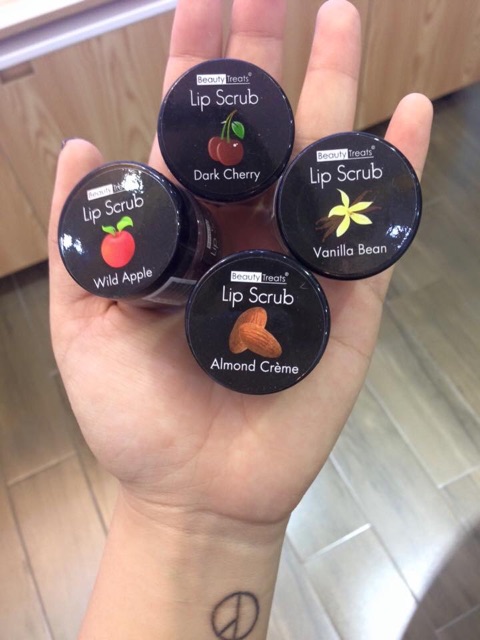 Beauty Treats®
Lip Scrub
Dark Cherry
Beauty
Lip Scrub
Wild Apple
Beauty Treats®
Lip Scrub
Vanilla Bean
Beauty Treats®
Lip Scrub
Almond Crème